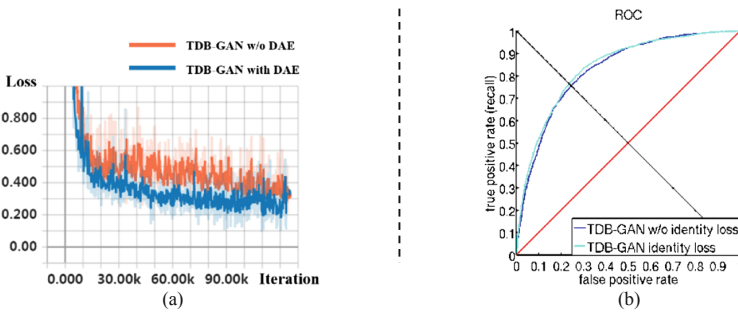 TDB-GAN w/o DAE
TDB-GAN with DAE
Loss
0.800
0.600
0.400
0.200
0.00
0.000 30.00k 60.00k 90.00k Iteration
(a)
ROC
true positive rate (recall)
1
0.9
0.8
0.7
0.6
0.5
0.4
0.3
0.2
0.1
0
TDB-GAN w/o identity loss
TDB-GAN identity loss
0 0.1 0.2 0.3 0.4 0.5 0.6 0.7 0.8 0.9
false positive rate
(b)